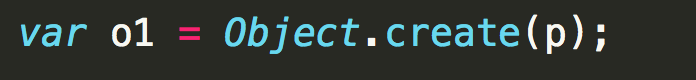 var o1 = Object.create(p);